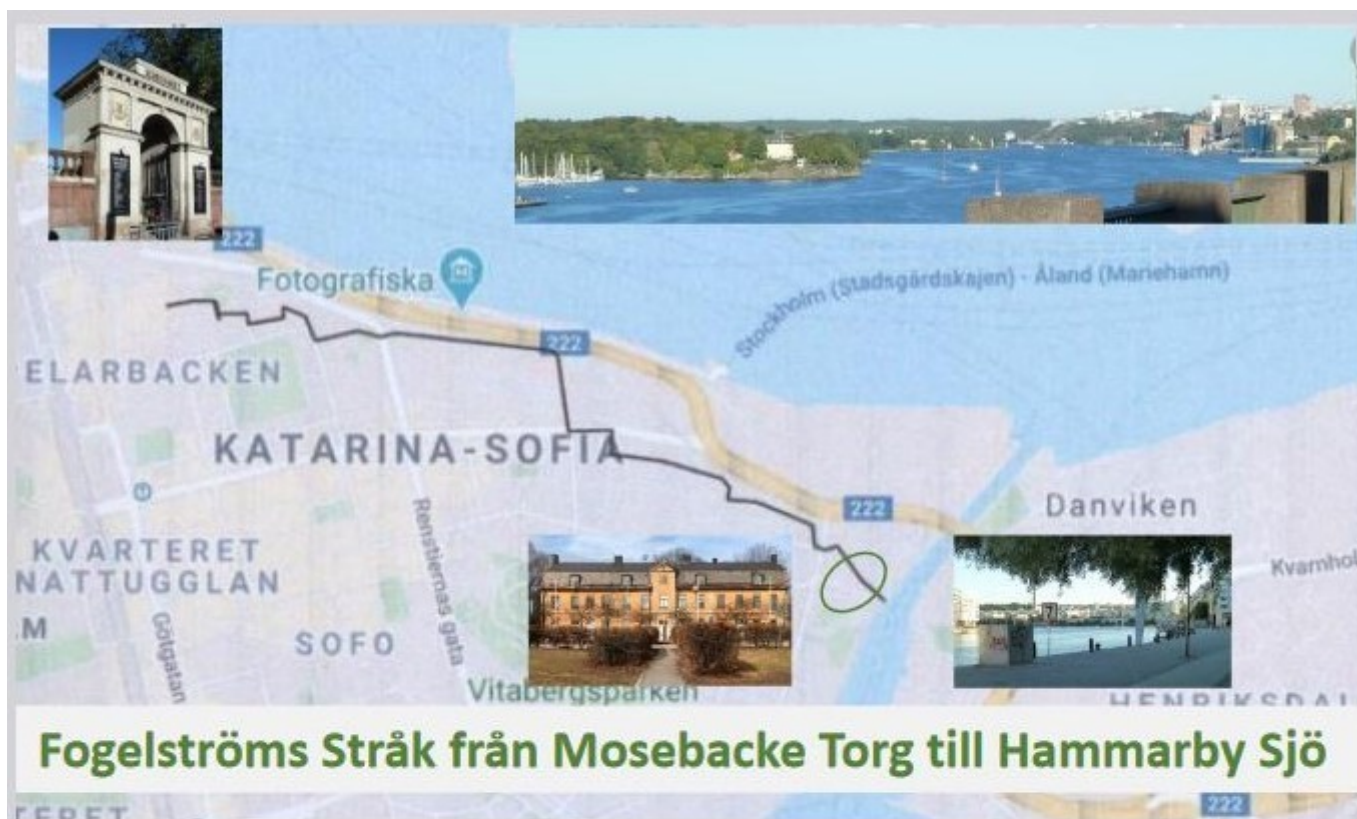 222
Fotografiska
222
Stockholm (Stadsgårdskajen) - Åland (Mariehamn)
ELARBACKEN
KATARINA-SOFIA
222
Danviken
KVARTERET
NATTUGGLAN
Renstiernas gata
Kvarnhol
.M
Götgatan
SOFO
Vitabergsparken
HENRIKSDAL
Fogelströms Stråk från Mosebacke Torg till Hammarby Sjö
222